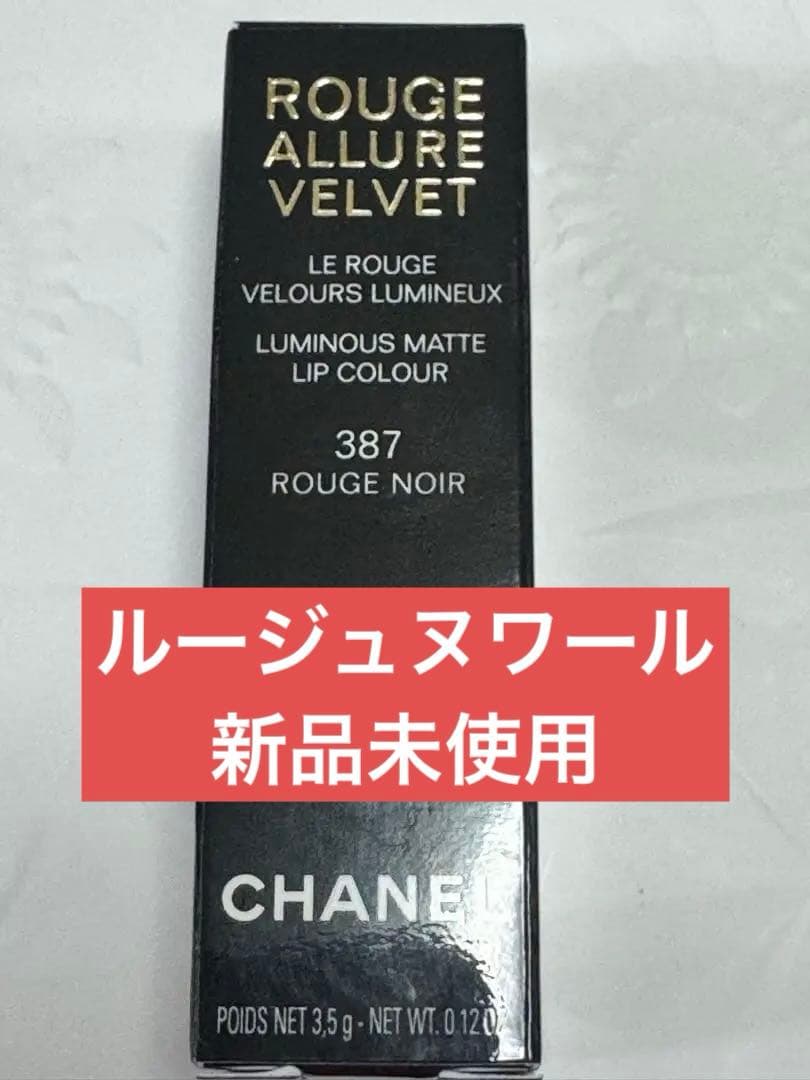 ROUGE
ALLURE
VELVET
LE ROUGE
VELOURS LUMINEUX
LUMINOUS MATTE
LIP COLOUR
387
ROUGE NOIR
ルージュヌワール
新品未使用
CHANEL
POIDS NET 3,5 g - NET WT. 0.12 OZ